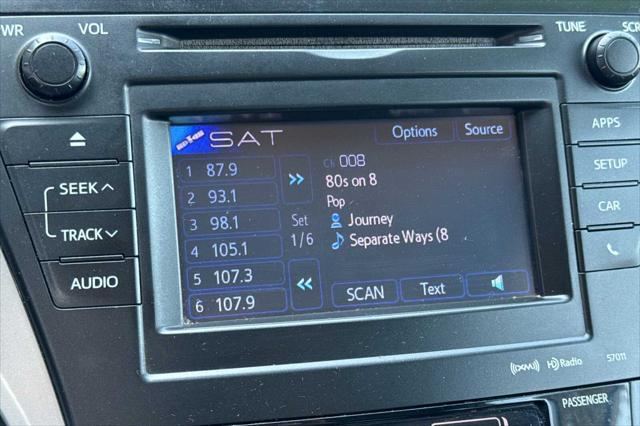 PWR VOL
TUNE SCR
SAT
Options
Source
1 87.9
2 93.1
3 98.1
4 105.1
5 107.3
6 107.9
Set
1/6
Ch 008
80s on 8
Pop
Journey
Separate Ways (8
SCAN
Text
SEEK
TRACK
AUDIO
APPS
SETUP
CAR
((XM)) HD Radio 57011
PASSENGER